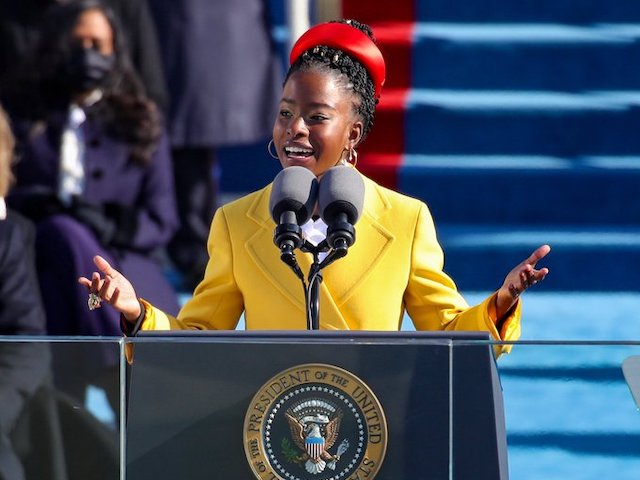 PRESIDENT OF THE UNITED